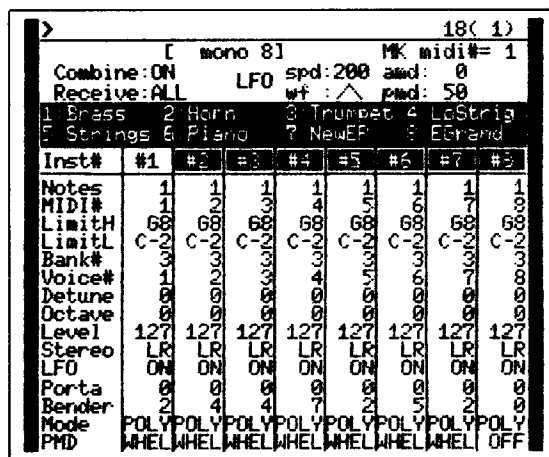 > 18( 1)
[ mono 8] MK midi#= 1
Combine:ON LFO spd:200 amd: 0
Receive:ALL wf : pmd: 50
1 Brass 2 Horn 3 Trumpet 4 LoStrig
5 Strings 6 Piano 7 NewEP 8 EGrand
Inst# #1 #2 #3 #4 #5 #6 #7 #8
Notes 1 1 1 1 1 1 1 1
MIDI# 1 2 3 4 5 6 7 8
LimitH G8 G8 G8 G8 G8 G8 G8 G8
LimitL C-2 C-2 C-2 C-2 C-2 C-2 C-2 C-2
Bank# 3 3 3 3 3 3 3 3
Voice# 1 2 3 4 5 6 7 8
Detune 0 0 0 0 0 0 0 0
Octave 0 0 0 0 0 0 0 0
Level 127 127 127 127 127 127 127 127
Stereo LR LR LR LR LR LR LR LR
LFO ON ON ON ON ON ON ON ON
Porta 0 0 0 0 0 0 0 0
Bender 2 4 4 7 2 5 2 0
Mode POLY POLY POLY POLY POLY POLY POLY POLY
PMD WHEL WHEL WHEL WHEL WHEL WHEL WHEL OFF